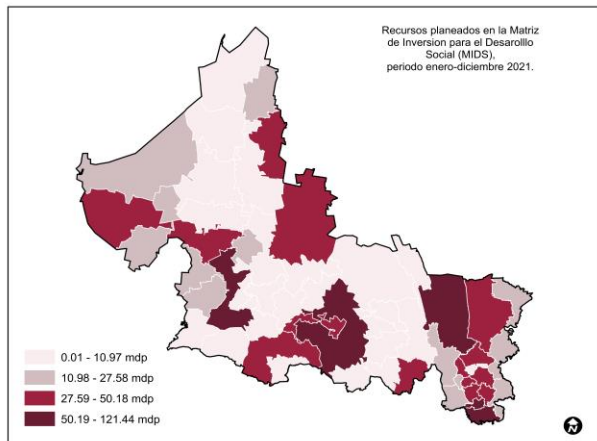 Recursos planeados en la Matriz
de Inversion para el Desarolllo
Social (MIDS),
periodo enero-diciembre 2021.
0.01 - 10.97 mdp
10.98 - 27.58 mdp
27.59 - 50.18 mdp
50.19 - 121.44 mdp